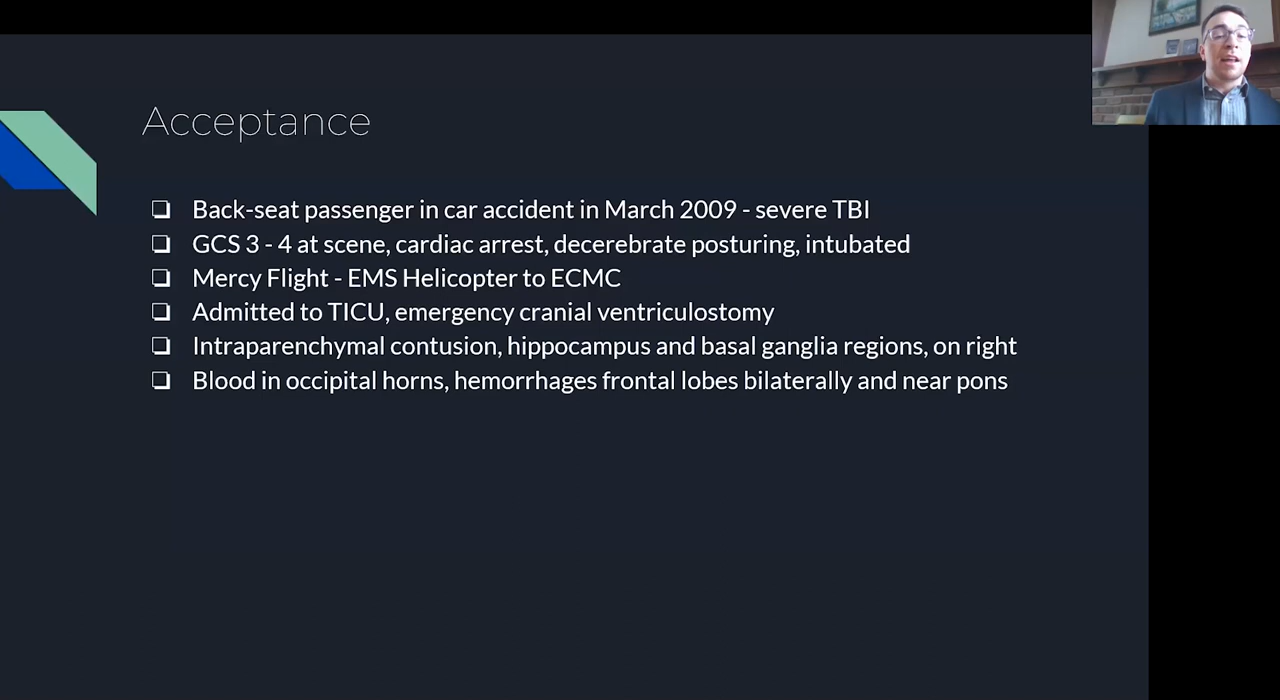 Acceptance
❏ Back-seat passenger in car accident in March 2009 - severe TBI
❏ GCS 3 - 4 at scene, cardiac arrest, decerebrate posturing, intubated
❏ Mercy Flight - EMS Helicopter to ECMC
❏ Admitted to TICU, emergency cranial ventriculostomy
❏ Intraparenchymal contusion, hippocampus and basal ganglia regions, on right
❏ Blood in occipital horns, hemorrhages frontal lobes bilaterally and near pons